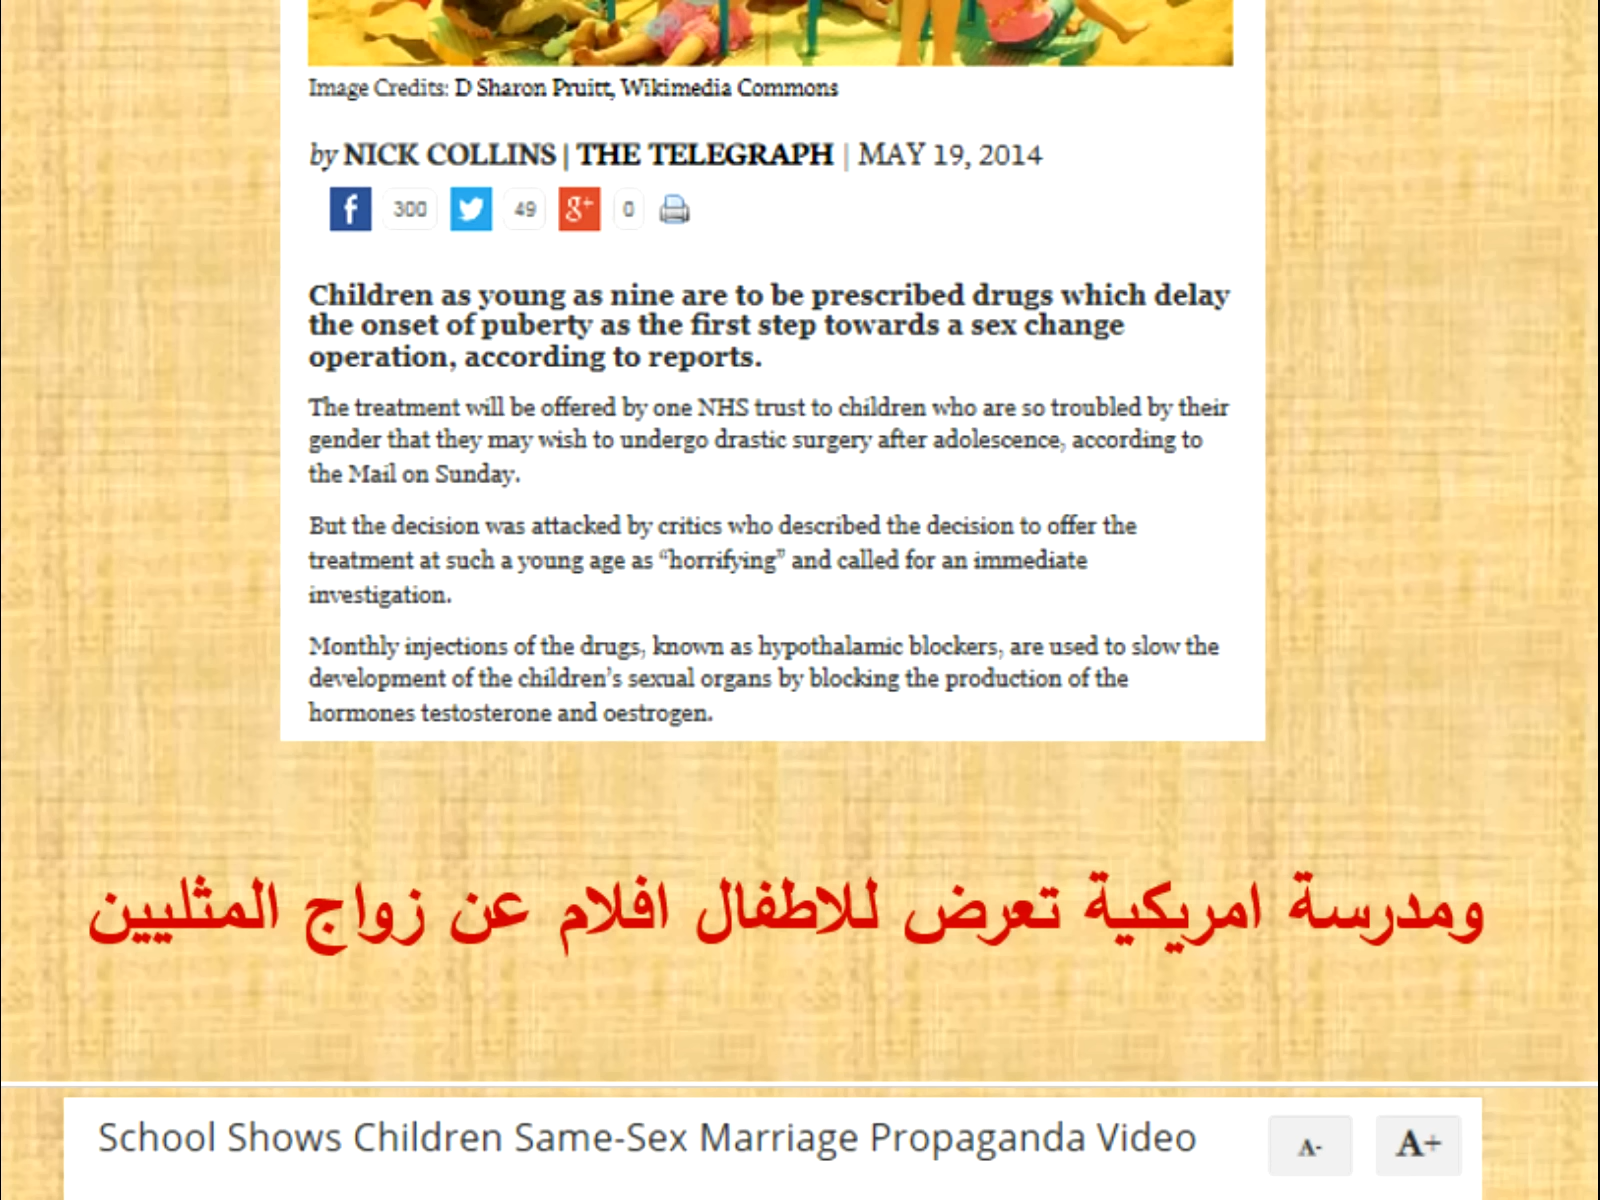 Image Credits: D Sharon Pruitt, Wikimedia Commons
by NICK COLLINS | THE TELEGRAPH | MAY 19, 2014
f 300 49 g+ 0
Children as young as nine are to be prescribed drugs which delay
the onset of puberty as the first step towards a sex change
operation, according to reports.
The treatment will be offered by one NHS trust to children who are so troubled by their
gender that they may wish to undergo drastic surgery after adolescence, according to
the Mail on Sunday.
But the decision was attacked by critics who described the decision to offer the
treatment at such a young age as “horrifying” and called for an immediate
investigation.
Monthly injections of the drugs, known as hypothalamic blockers, are used to slow the
development of the children’s sexual organs by blocking the production of the
hormones testosterone and oestrogen.
ومدرسة امريكية تعرض للاطفال افلام عن زواج المثليين
School Shows Children Same-Sex Marriage Propaganda Video A- A+